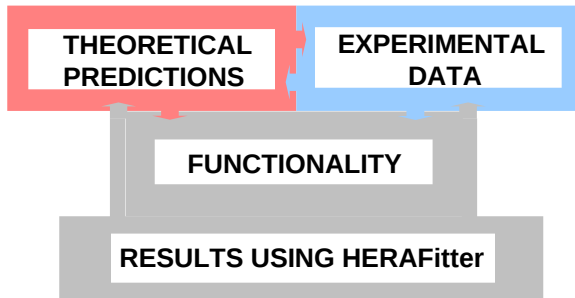 THEORETICAL
PREDICTIONS
EXPERIMENTAL
DATA
FUNCTIONALITY
RESULTS USING HERAFitter